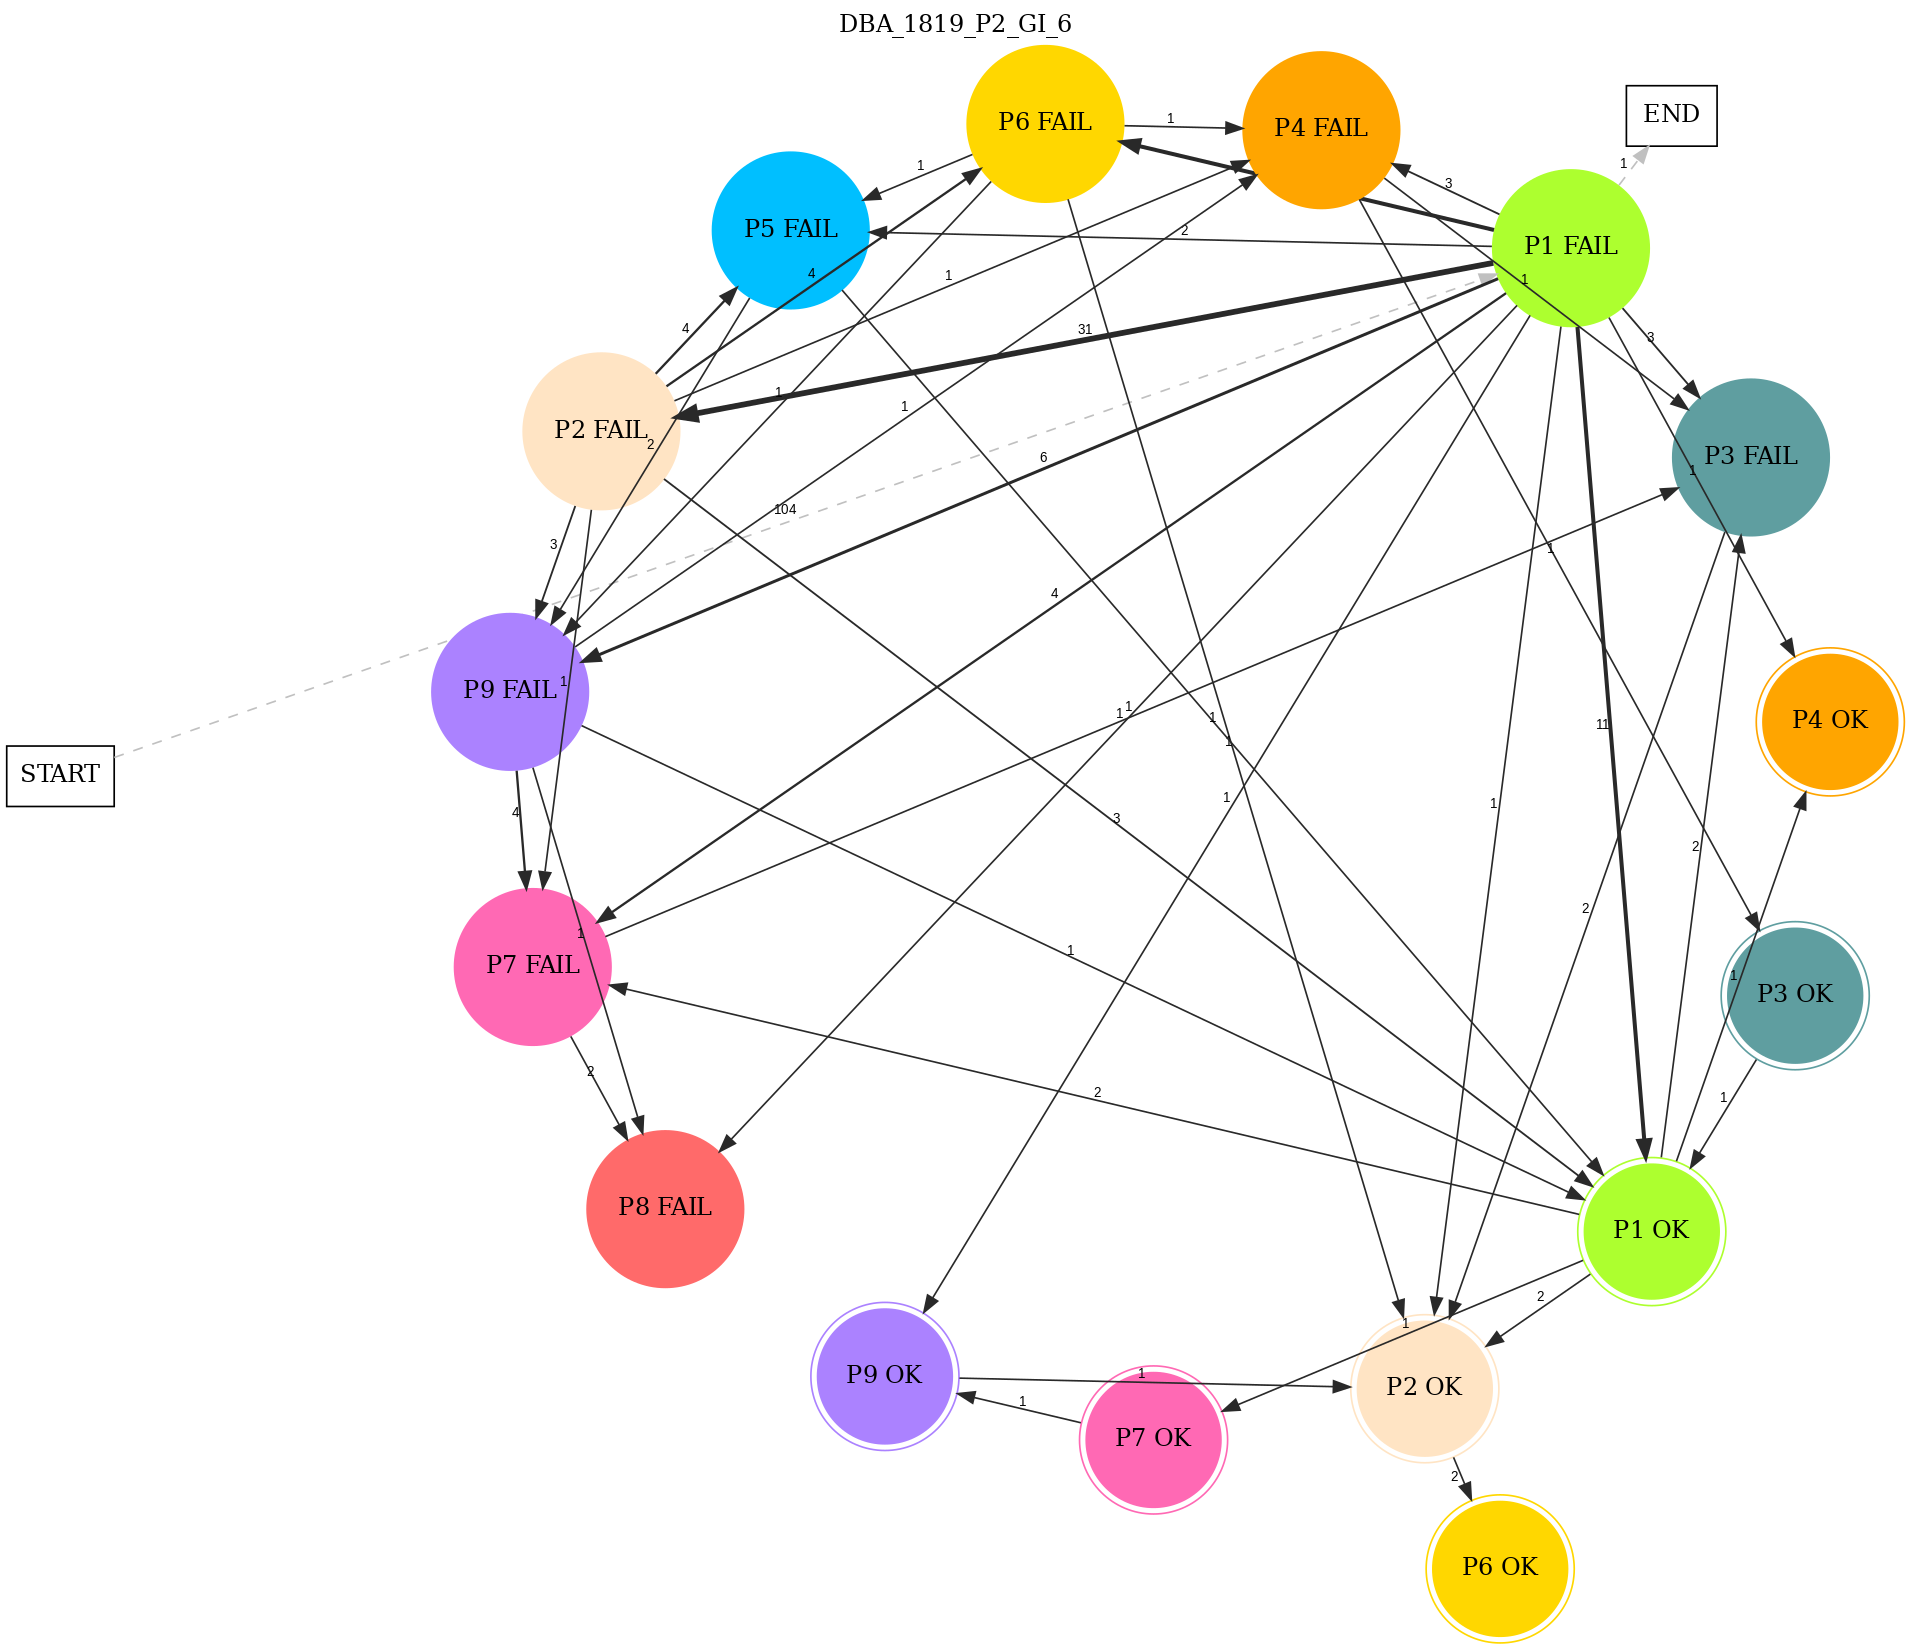 DBA_1819_P2_GI_6
P6 FAIL
P4 FAIL
END
P5 FAIL
P1 FAIL
P2 FAIL
P3 FAIL
P9 FAIL
P4 OK
START
P7 FAIL
P3 OK
P8 FAIL
P1 OK
P9 OK
P2 OK
P7 OK
P6 OK
1
1
1
3
2
4
1
1
4
31
3
1
1
2
6
1
104
3
1
4
1
1
1
1
1
11
1
1
4
3
2
2
1
1
1
2
2
1
2
1
1
1
2